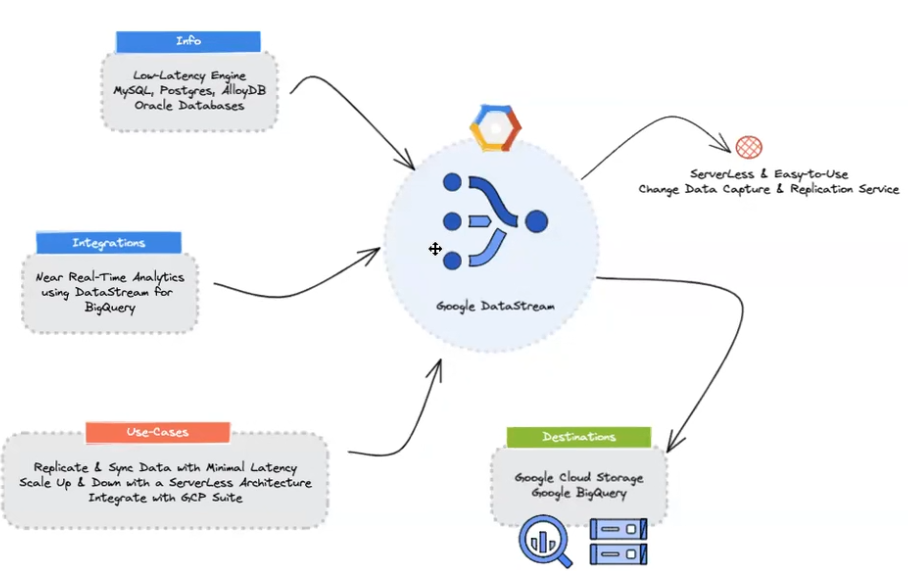 Info
Low-Latency Engine
MySQL, Postgres, AlloyDB
Oracle Databases
Integrations
Near Real-Time Analytics
using DataStream for
BigQuery
Use-Cases
Replicate & Sync Data with Minimal Latency
Scale Up & Down with a ServerLess Architecture
Integrate with GCP Suite
Google DataStream
ServerLess & Easy-to-Use
Change Data Capture & Replication Service
Destinations
Google Cloud Storage
Google BigQuery